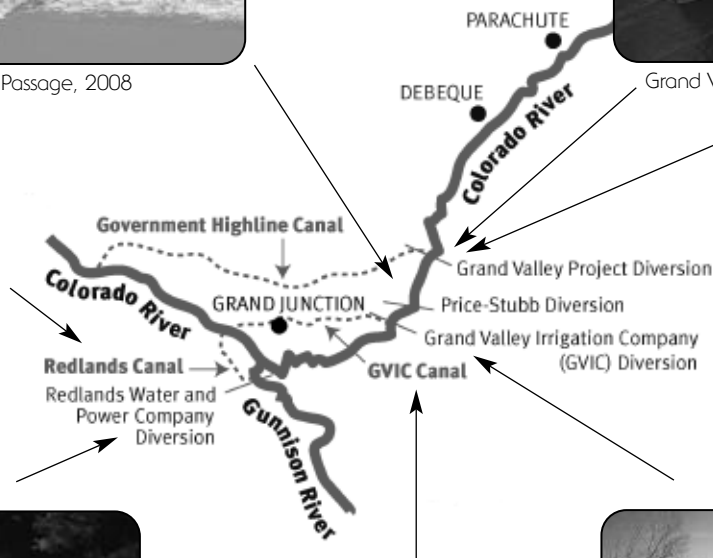 PARACHUTE
Passage, 2008
Grand V
DEBEQUE
Colorado River
Government Highline Canal
Grand Valley Project Diversion
Colorado River
GRAND JUNCTION
Price-Stubb Diversion
Grand Valley Irrigation Company
(GVIC) Diversion
Redlands Canal
GVIC Canal
Redlands Water and
Power Company
Diversion
Gunnison River